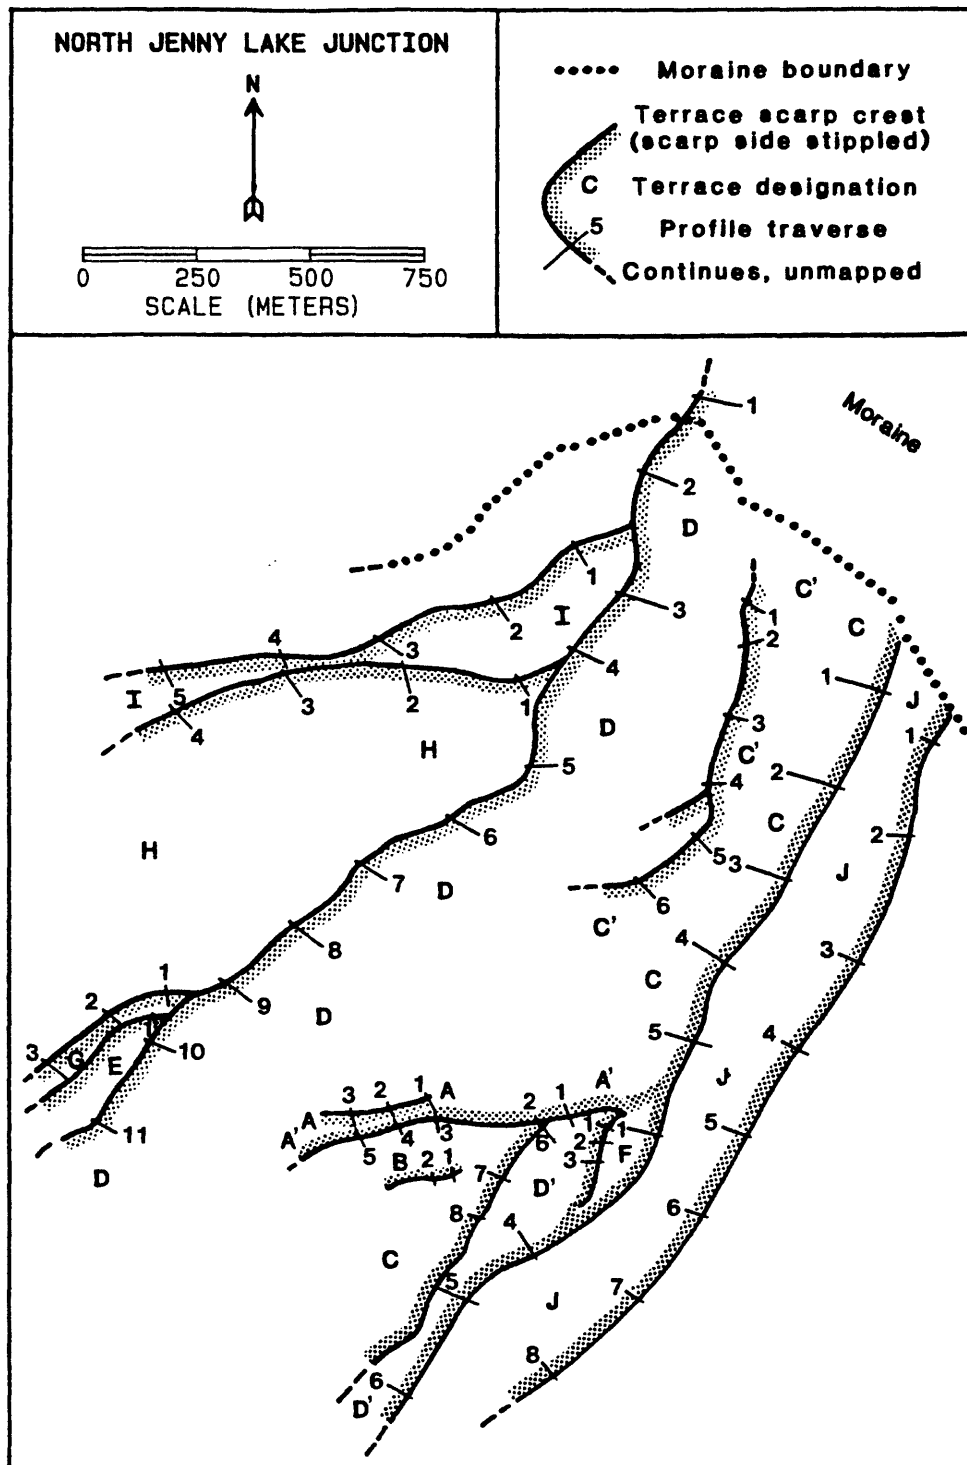 NORTH JENNY LAKE JUNCTION
N
0 250 500 750
SCALE (METERS)
Moraine boundary
Terrace scarp crest
(scarp side stippled)
C Terrace designation
5 Profile traverse
Continues, unmapped
1
Moraine
2
D
1
I
2
3
C'
1
C
2
4
3
4
1
J
I
5
4
3
2
1
D
3
1
H
5
C'
4
2
C
2
6
5
3
J
H
7
D
6
C'
8
4
3
C
9
D
5
4
1
2
1
10
3
G
E
J
11
D
3
2
1
A
A'
5
A
2
1
A'
5
4
3
6
1
2
3
1
F
B
2
1
7
D'
8
4
6
C
5
J
7
8
6
D'